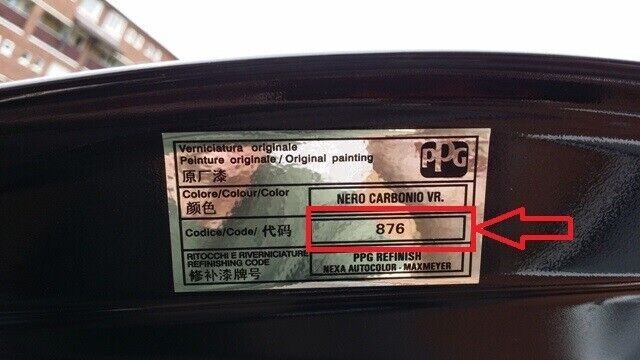 Verniciatura originale
Peinture originale/Original painting
原厂漆
PPG
Colore/Colour/Color
颜色
NERO CARBONIO VR.
Codice/Code/代码
876
RITOCCHI E RIVERNICIATURE
REFINISHING CODE
修补漆牌号
PPG REFINISH
NEXA AUTOCOLOR - MAXMEYER